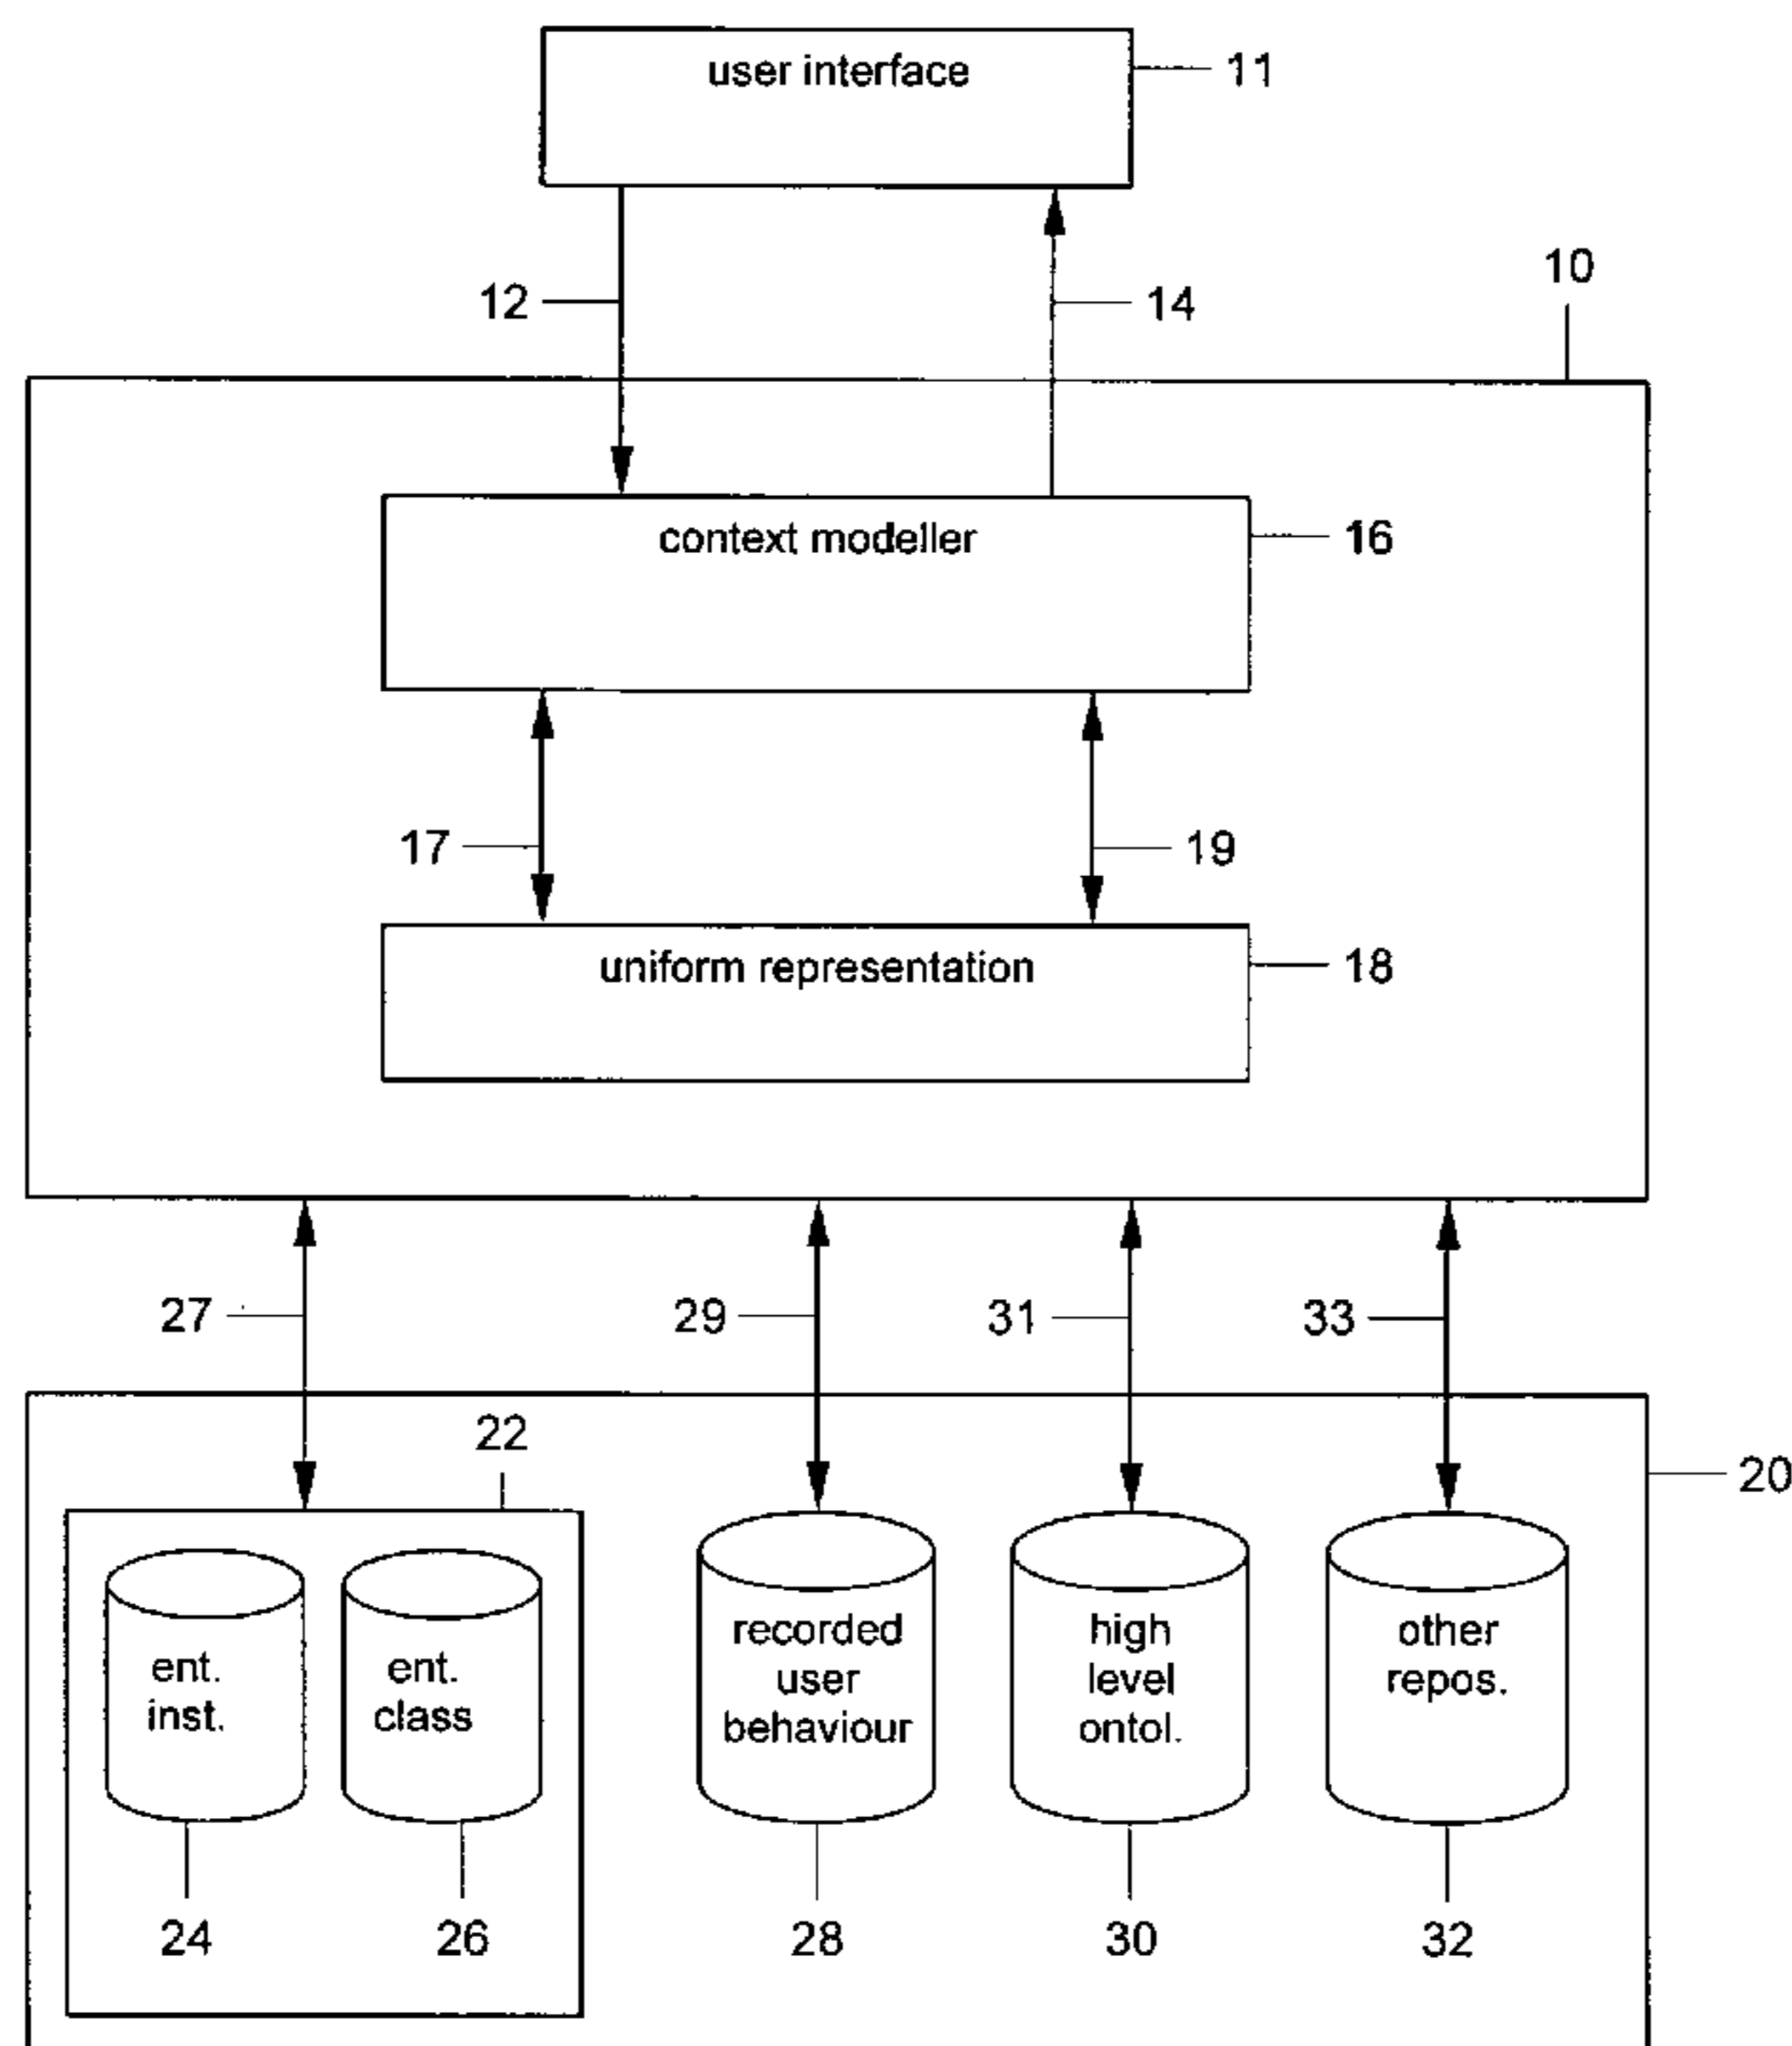 user interface
11
10
12
14
context modeller
16
17
19
uniform representation
18
27
29
31
33
22
20
ent.
inst.
ent.
class
recorded
user
behaviour
high
level
ontol.
other
repos.
24
26
28
30
32